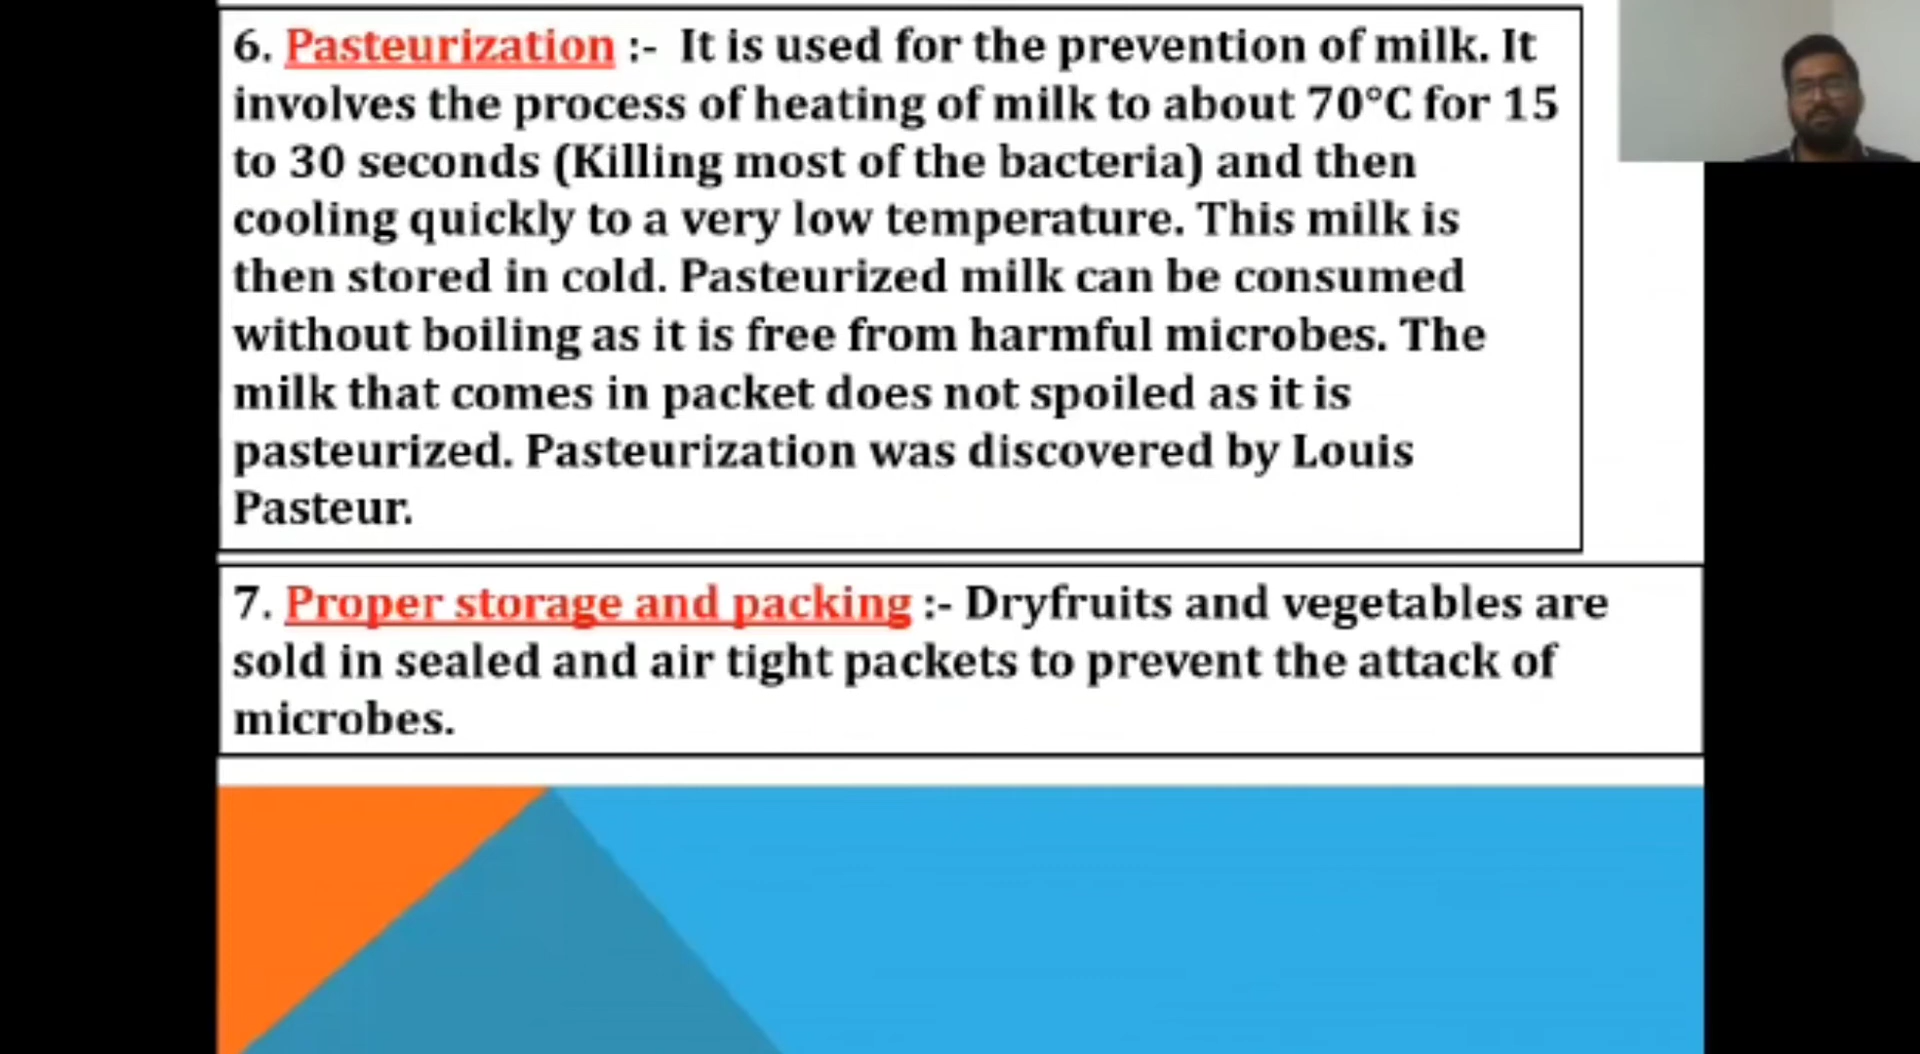 6. Pasteurization :- It is used for the prevention of milk. It
involves the process of heating of milk to about 70°C for 15
to 30 seconds (Killing most of the bacteria) and then
cooling quickly to a very low temperature. This milk is
then stored in cold. Pasteurized milk can be consumed
without boiling as it is free from harmful microbes. The
milk that comes in packet does not spoiled as it is
pasteurized. Pasteurization was discovered by Louis
Pasteur.
7. Proper storage and packing :- Dryfruits and vegetables are
sold in sealed and air tight packets to prevent the attack of
microbes.